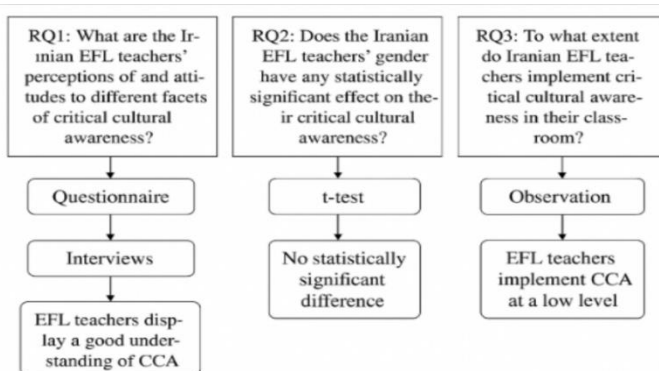 RQ1: What are the Ir-
inian EFL teachers'
perceptions of and atti-
tudes to different facets
of critical cultural
awareness?
Questionnaire
Interviews
EFL teachers disp-
lay a good under-
standing of CCA
RQ2: Does the Iranian
EFL teachers' gender
have any statistically
significant effect on the-
ir critical cultural
awareness?
t-test
No statistically
significant
difference
RQ3: To what extent
do Iranian EFL tea-
chers implement cri-
tical cultural aware-
ness in their class-
room?
Observation
EFL teachers
implement CCA
at a low level